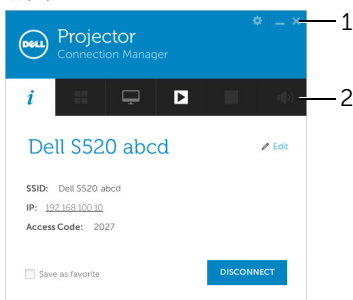 DELL
Projector
Connection Manager
1
i
2
Dell S520 abcd
Edit
SSID: Dell S520 abcd
IP: 192.168.100.10
Access Code: 2027
Save as favorite
DISCONNECT